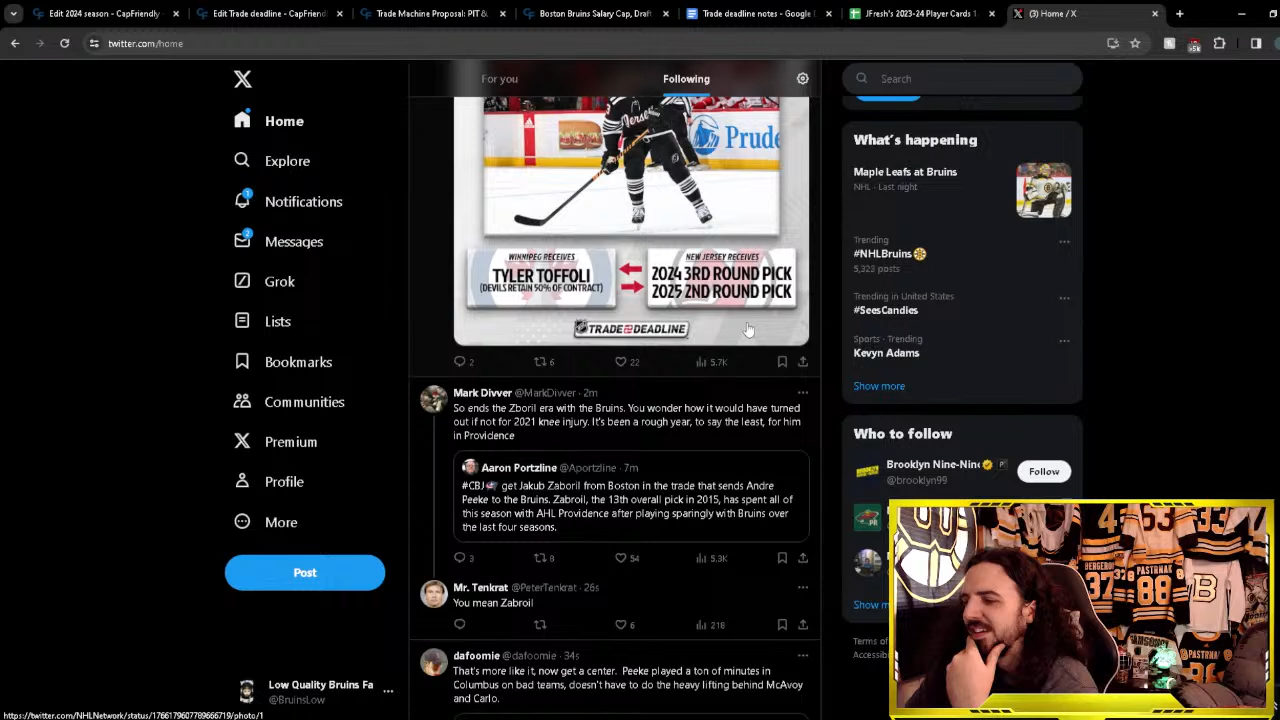 Edit 2024 season - CapFriendly
Edit Trade deadline - CapFriendl
Trade Machine Proposal: PIT &
Boston Bruins Salary Cap, Draft
Trade deadline notes - Google
JFresh's 2023-24 Player Cards 1
(3) Home / X
twitter.com/home
+5k
For you
Following
Search
Home
Explore
1
Notifications
2
Messages
Grok
Lists
Bookmarks
Communities
Premium
Profile
More
Post
Low Quality Bruins Fa
@BruinsLow
Jersey
Prude
WINNIPEG RECEIVES
TYLER TOFFOLI
(DEVILS RETAIN 50% OF CONTRACT)
NEW JERSEY RECEIVES
2024 3RD ROUND PICK
2025 2ND ROUND PICK
TRADE DEADLINE
2
6
22
5.7K
Mark Divver @MarkDivver · 2m
So ends the Zboril era with the Bruins. You wonder how it would have turned
out if not for 2021 knee injury. It's been a rough year, to say the least, for him
in Providence
Aaron Portzline @Aportzline · 7m
#CBJ get Jakub Zaboril from Boston in the trade that sends Andre
Peeke to the Bruins. Zabroil, the 13th overall pick in 2015, has spent all of
this season with AHL Providence after playing sparingly with Bruins over
the last four seasons.
3
8
54
5.3K
Mr. Tenkrat @PeterTenkrat · 26s
You mean Zabroil
6
218
dafoomie @dafoomie · 34s
That's more like it, now get a center. Peeke played a ton of minutes in
Columbus on bad teams, doesn't have to do the heavy lifting behind McAvoy
and Carlo.
What's happening
Maple Leafs at Bruins
NHL · Last night
Trending
#NHLBruins
5,323 posts
Trending in United States
#SeesCandies
Sports · Trending
Kevyn Adams
Show more
Who to follow
Brooklyn Nine-Nine
@brooklyn99
Follow
Show m
Terms of
Accessib
BERGERON
37
PASTRNAK
88
63
4
33
B
PASTRNAK
https://twitter.com/NHLNetwork/status/1766179607789666719/photo/1